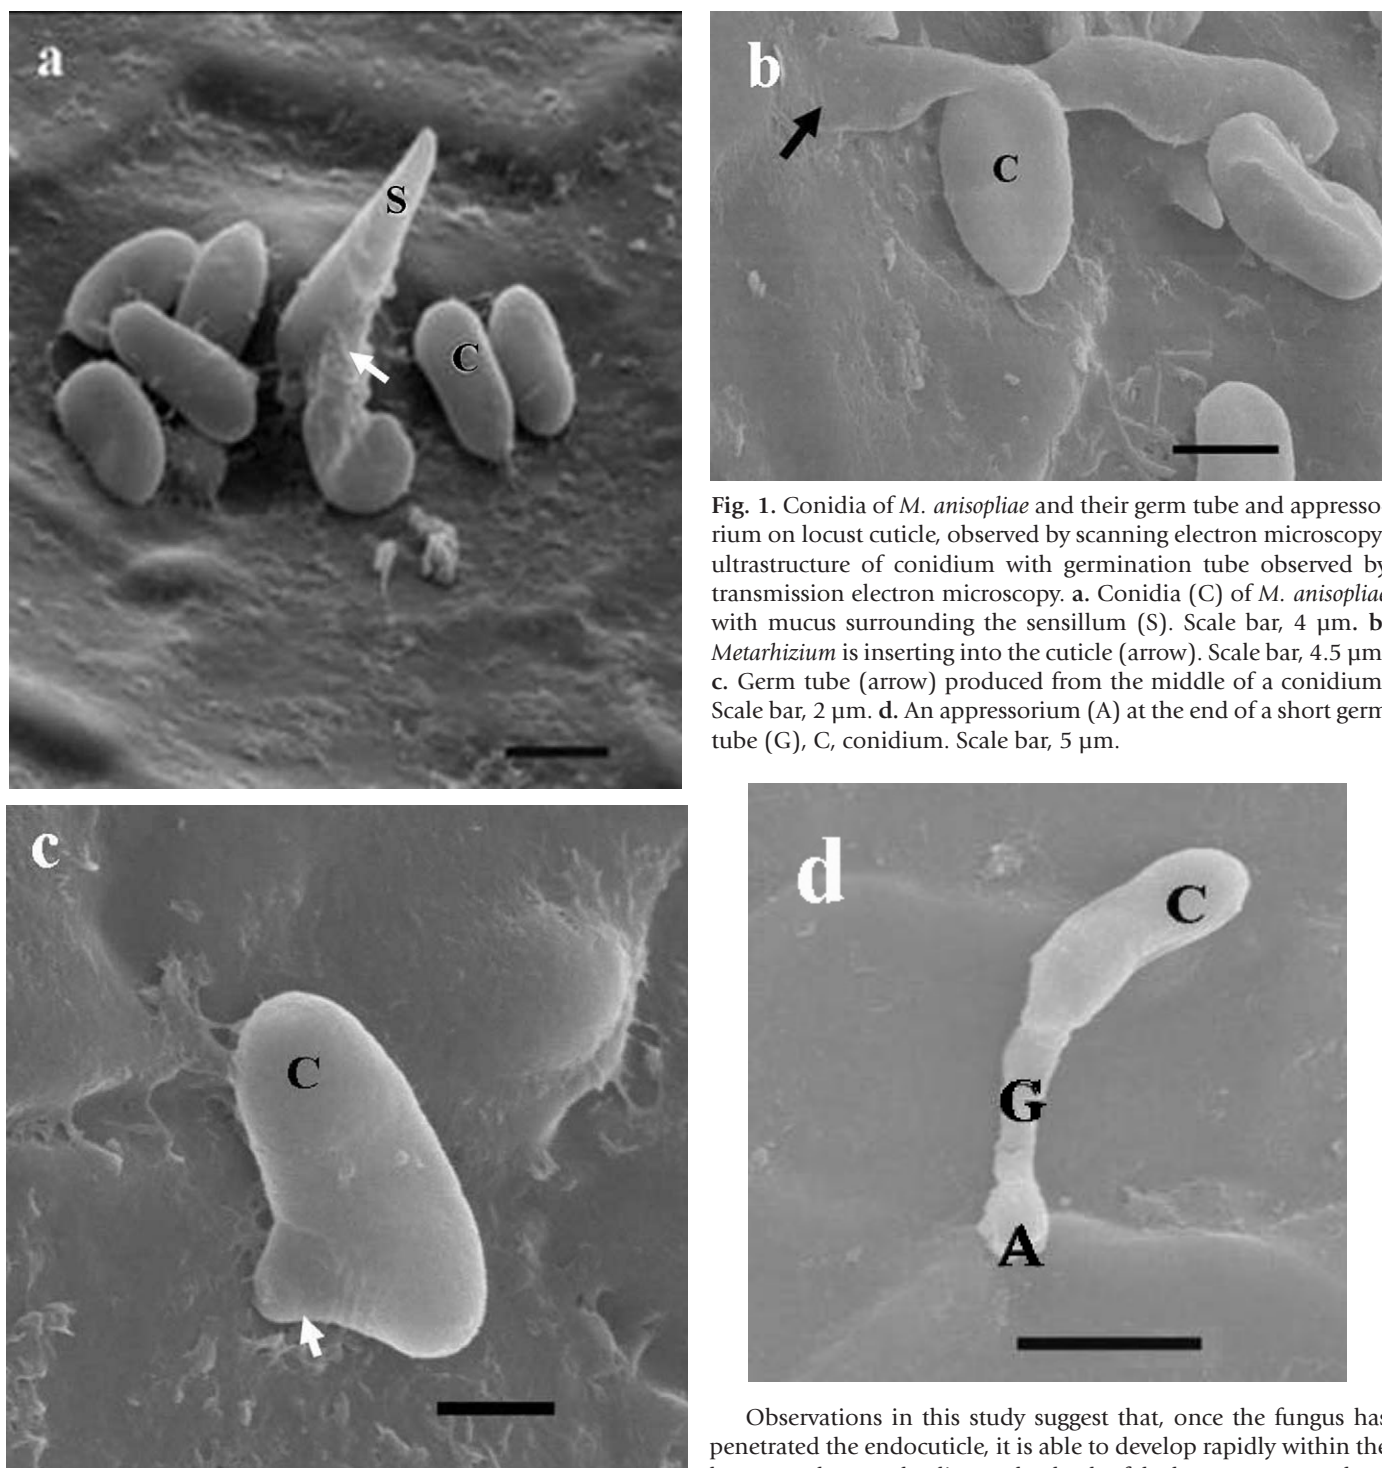 a
S
C
b
C
Fig. 1. Conidia of M. anisopliae and their germ tube and appresso
rium on locust cuticle, observed by scanning electron microscopy
ultrastructure of conidium with germination tube observed by
transmission electron microscopy. a. Conidia (C) of M. anisopliae
with mucus surrounding the sensillum (S). Scale bar, 4 µm. b
Metarhizium is inserting into the cuticle (arrow). Scale bar, 4.5 µm
c. Germ tube (arrow) produced from the middle of a conidium
Scale bar, 2 µm. d. An appressorium (A) at the end of a short germ
tube (G), C, conidium. Scale bar, 5 µm.
c
C
d
C
G
A
Observations in this study suggest that, once the fungus has
penetrated the endocuticle, it is able to develop rapidly within the